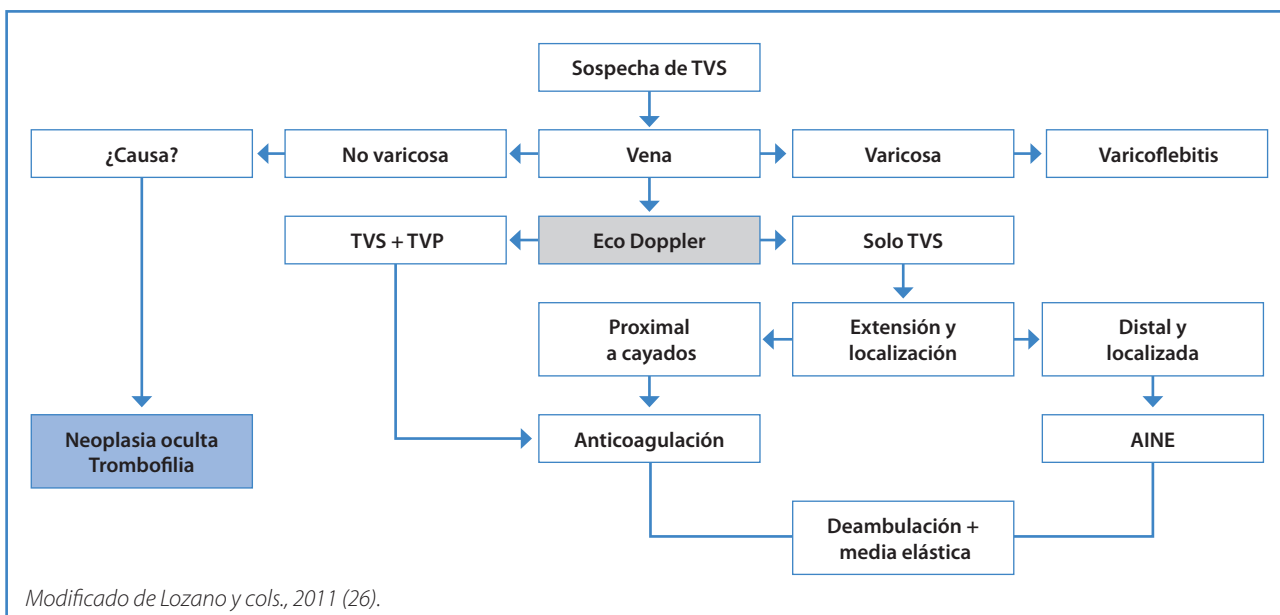 Sospecha de TVS
¿Causa?
No varicosa
Vena
Varicosa
Varicoflebitis
TVS + TVP
Eco Doppler
Solo TVS
Proximal
a cayados
Extensión y
localización
Distal y
localizada
Neoplasia oculta
Trombofilia
Anticoagulación
AINE
Deambulación +
media elástica
Modificado de Lozano y cols., 2011 (26).